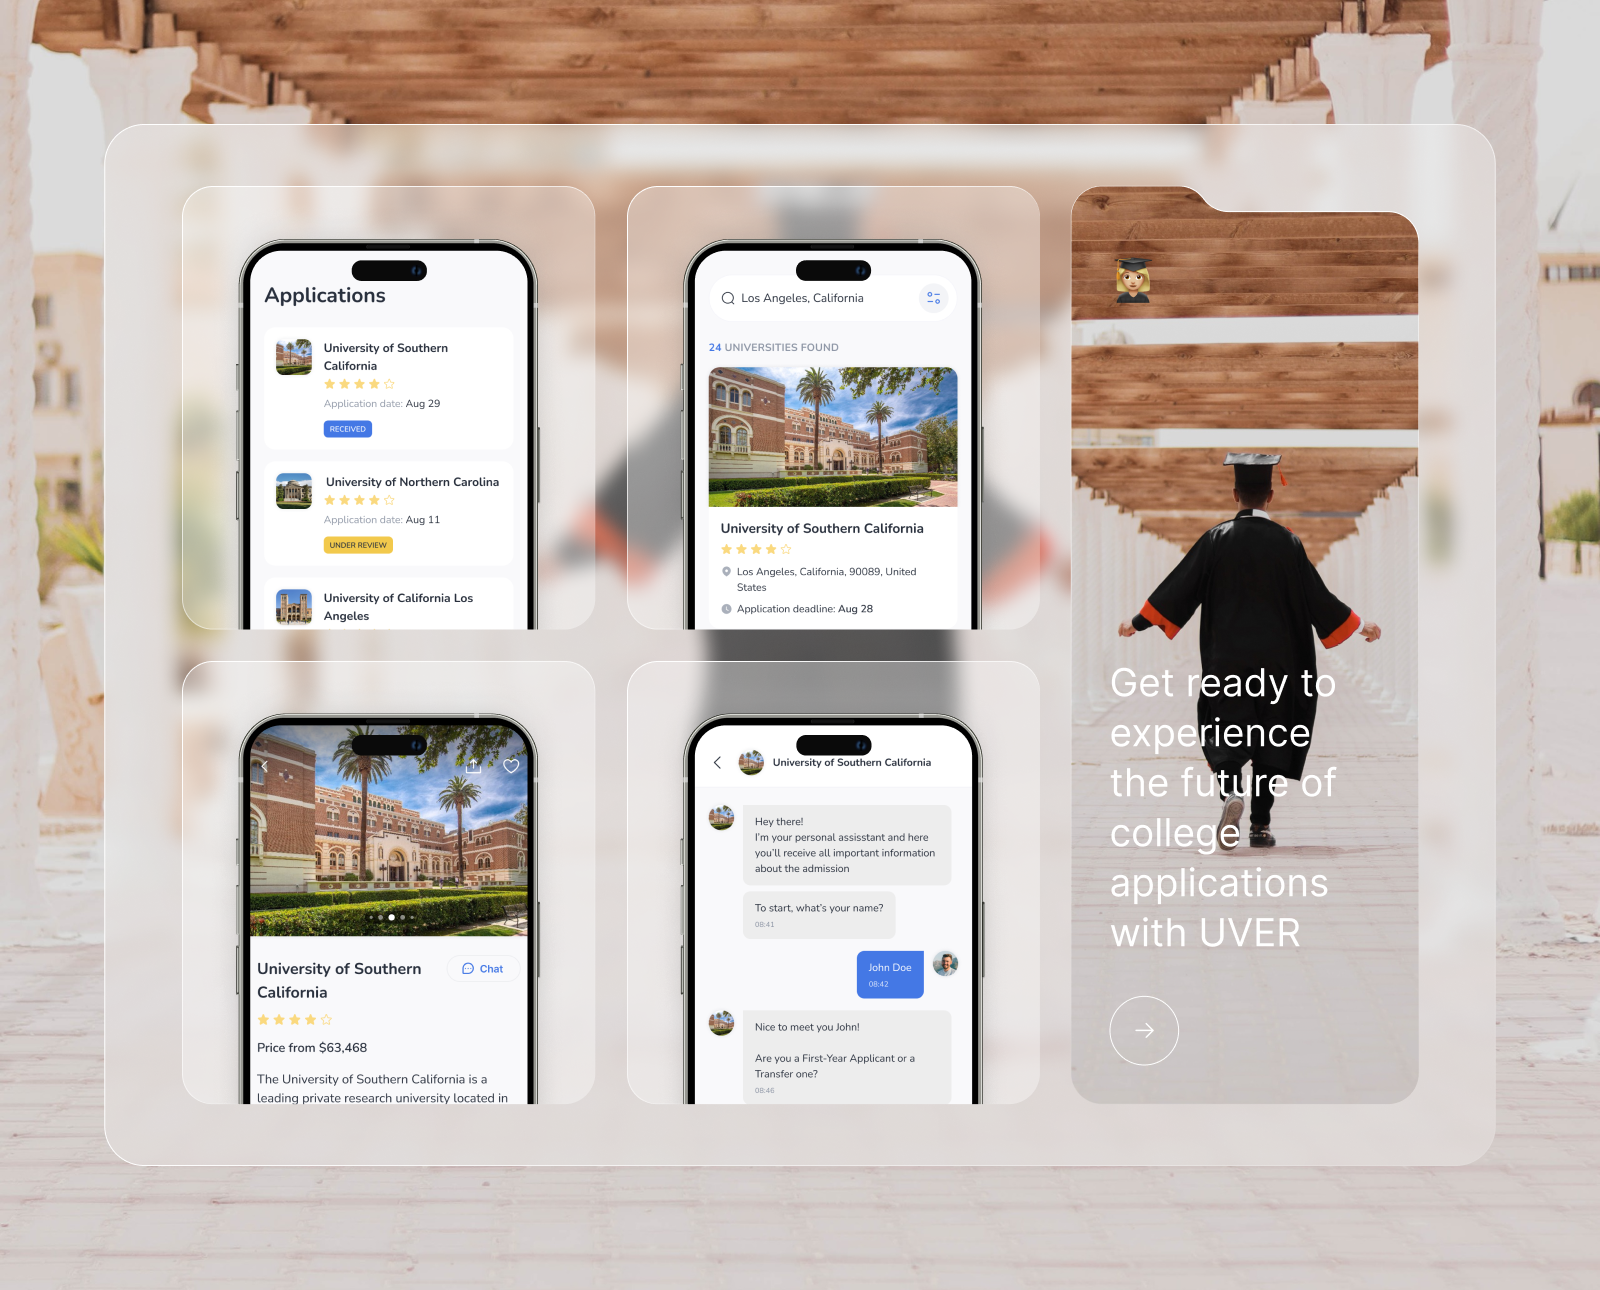 Applications
University of Southern
California
Application date: Aug 29
RECEIVED
University of Northern Carolina
Application date: Aug 11
UNDER REVIEW
University of California Los
Angeles
Los Angeles, California
24 UNIVERSITIES FOUND
University of Southern California
Los Angeles, California, 90089, United
States
Application deadline: Aug 28
University of Southern
California
Chat
Price from $63,468
The University of Southern California is a
leading private research university located in
University of Southern California
Hey there!
I'm your personal assisstant and here
you'll receive all important information
about the admission
To start, what's your name?
08:41
John Doe
08:42
Nice to meet you John!
Are you a First-Year Applicant or a
Transfer one?
08:46
Get ready to
experience
the future of
college
applications
with UVER